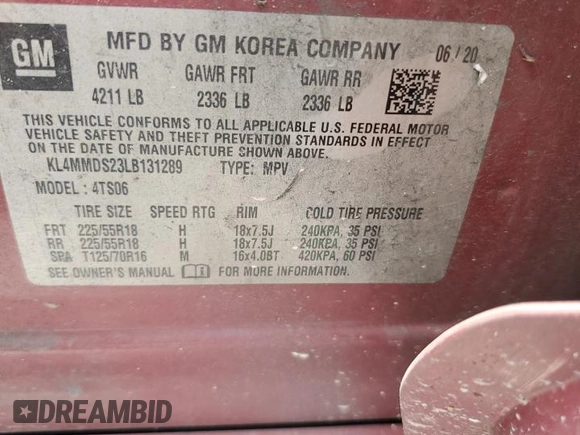 GM
MFD BY GM KOREA COMPANY 06 / 20
GVWR GAWR FRT GAWR RR
4211 LB 2336 LB 2336 LB
THIS VEHICLE CONFORMS TO ALL APPLICABLE U.S. FEDERAL MOTOR
VEHICLE SAFETY AND THEFT PREVENTION STANDARDS IN EFFECT
ON THE DATE OF MANUFACTURE SHOWN ABOVE.
KL4MMDS23LB131289 TYPE: MPV
MODEL : 4TS06
TIRE SIZE SPEED RTG RIM COLD TIRE PRESSURE
FRT 225/55R18 H 18x7.5J 240KPA, 35 PSI
RR 225/55R18 H 18x7.5J 240KPA, 35 PSI
SPA T125/70R16 M 16x4.0BT 420KPA, 60 PSI
SEE OWNER'S MANUAL FOR MORE INFORMATION.
DREAMBID